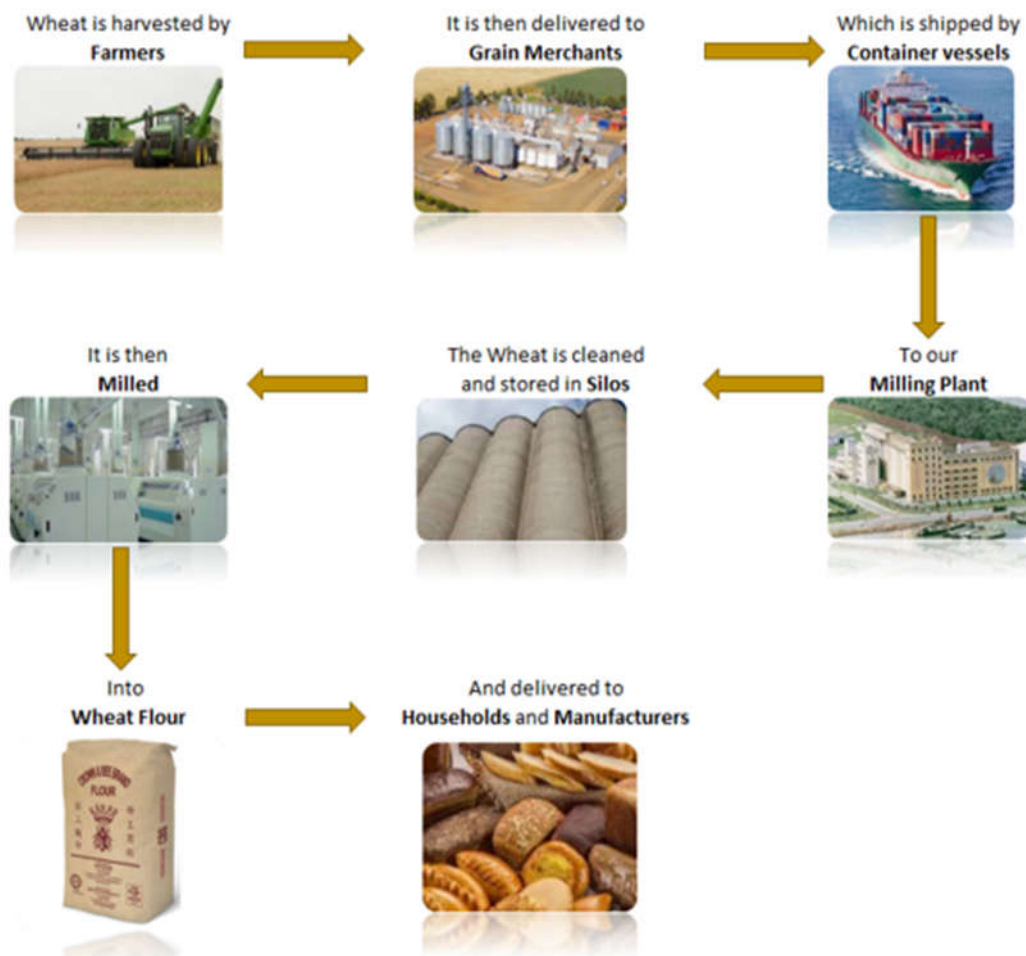 Wheat is harvested by
Farmers
It is then delivered to
Grain Merchants
Which is shipped by
Container vessels
It is then
Milled
The Wheat is cleaned
and stored in Silos
To our
Milling Plant
Into
Wheat Flour
And delivered to
Households and Manufacturers
FLOUR